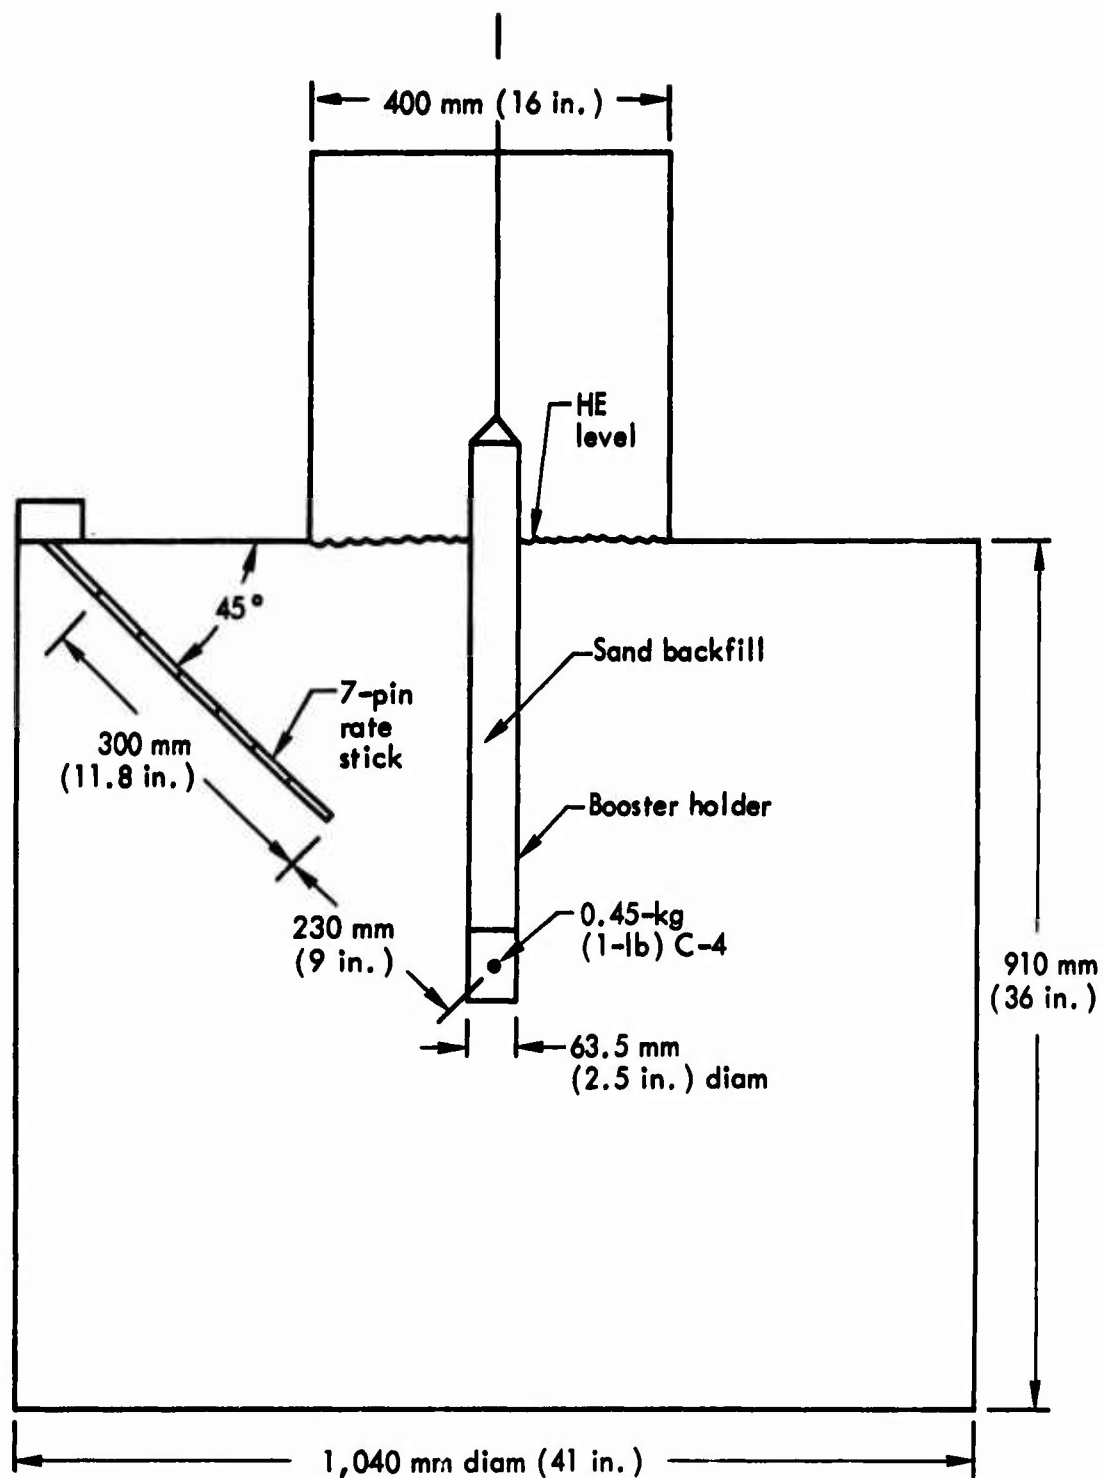 400 mm (16 in.)
HE
level
45°
Sand backfill
7-pin
rate
stick
300 mm
(11.8 in.)
Booster holder
230 mm
(9 in.)
0.45-kg
(1-lb) C-4
910 mm
(36 in.)
63.5 mm
(2.5 in.) diam
1,040 mm diam (41 in.)